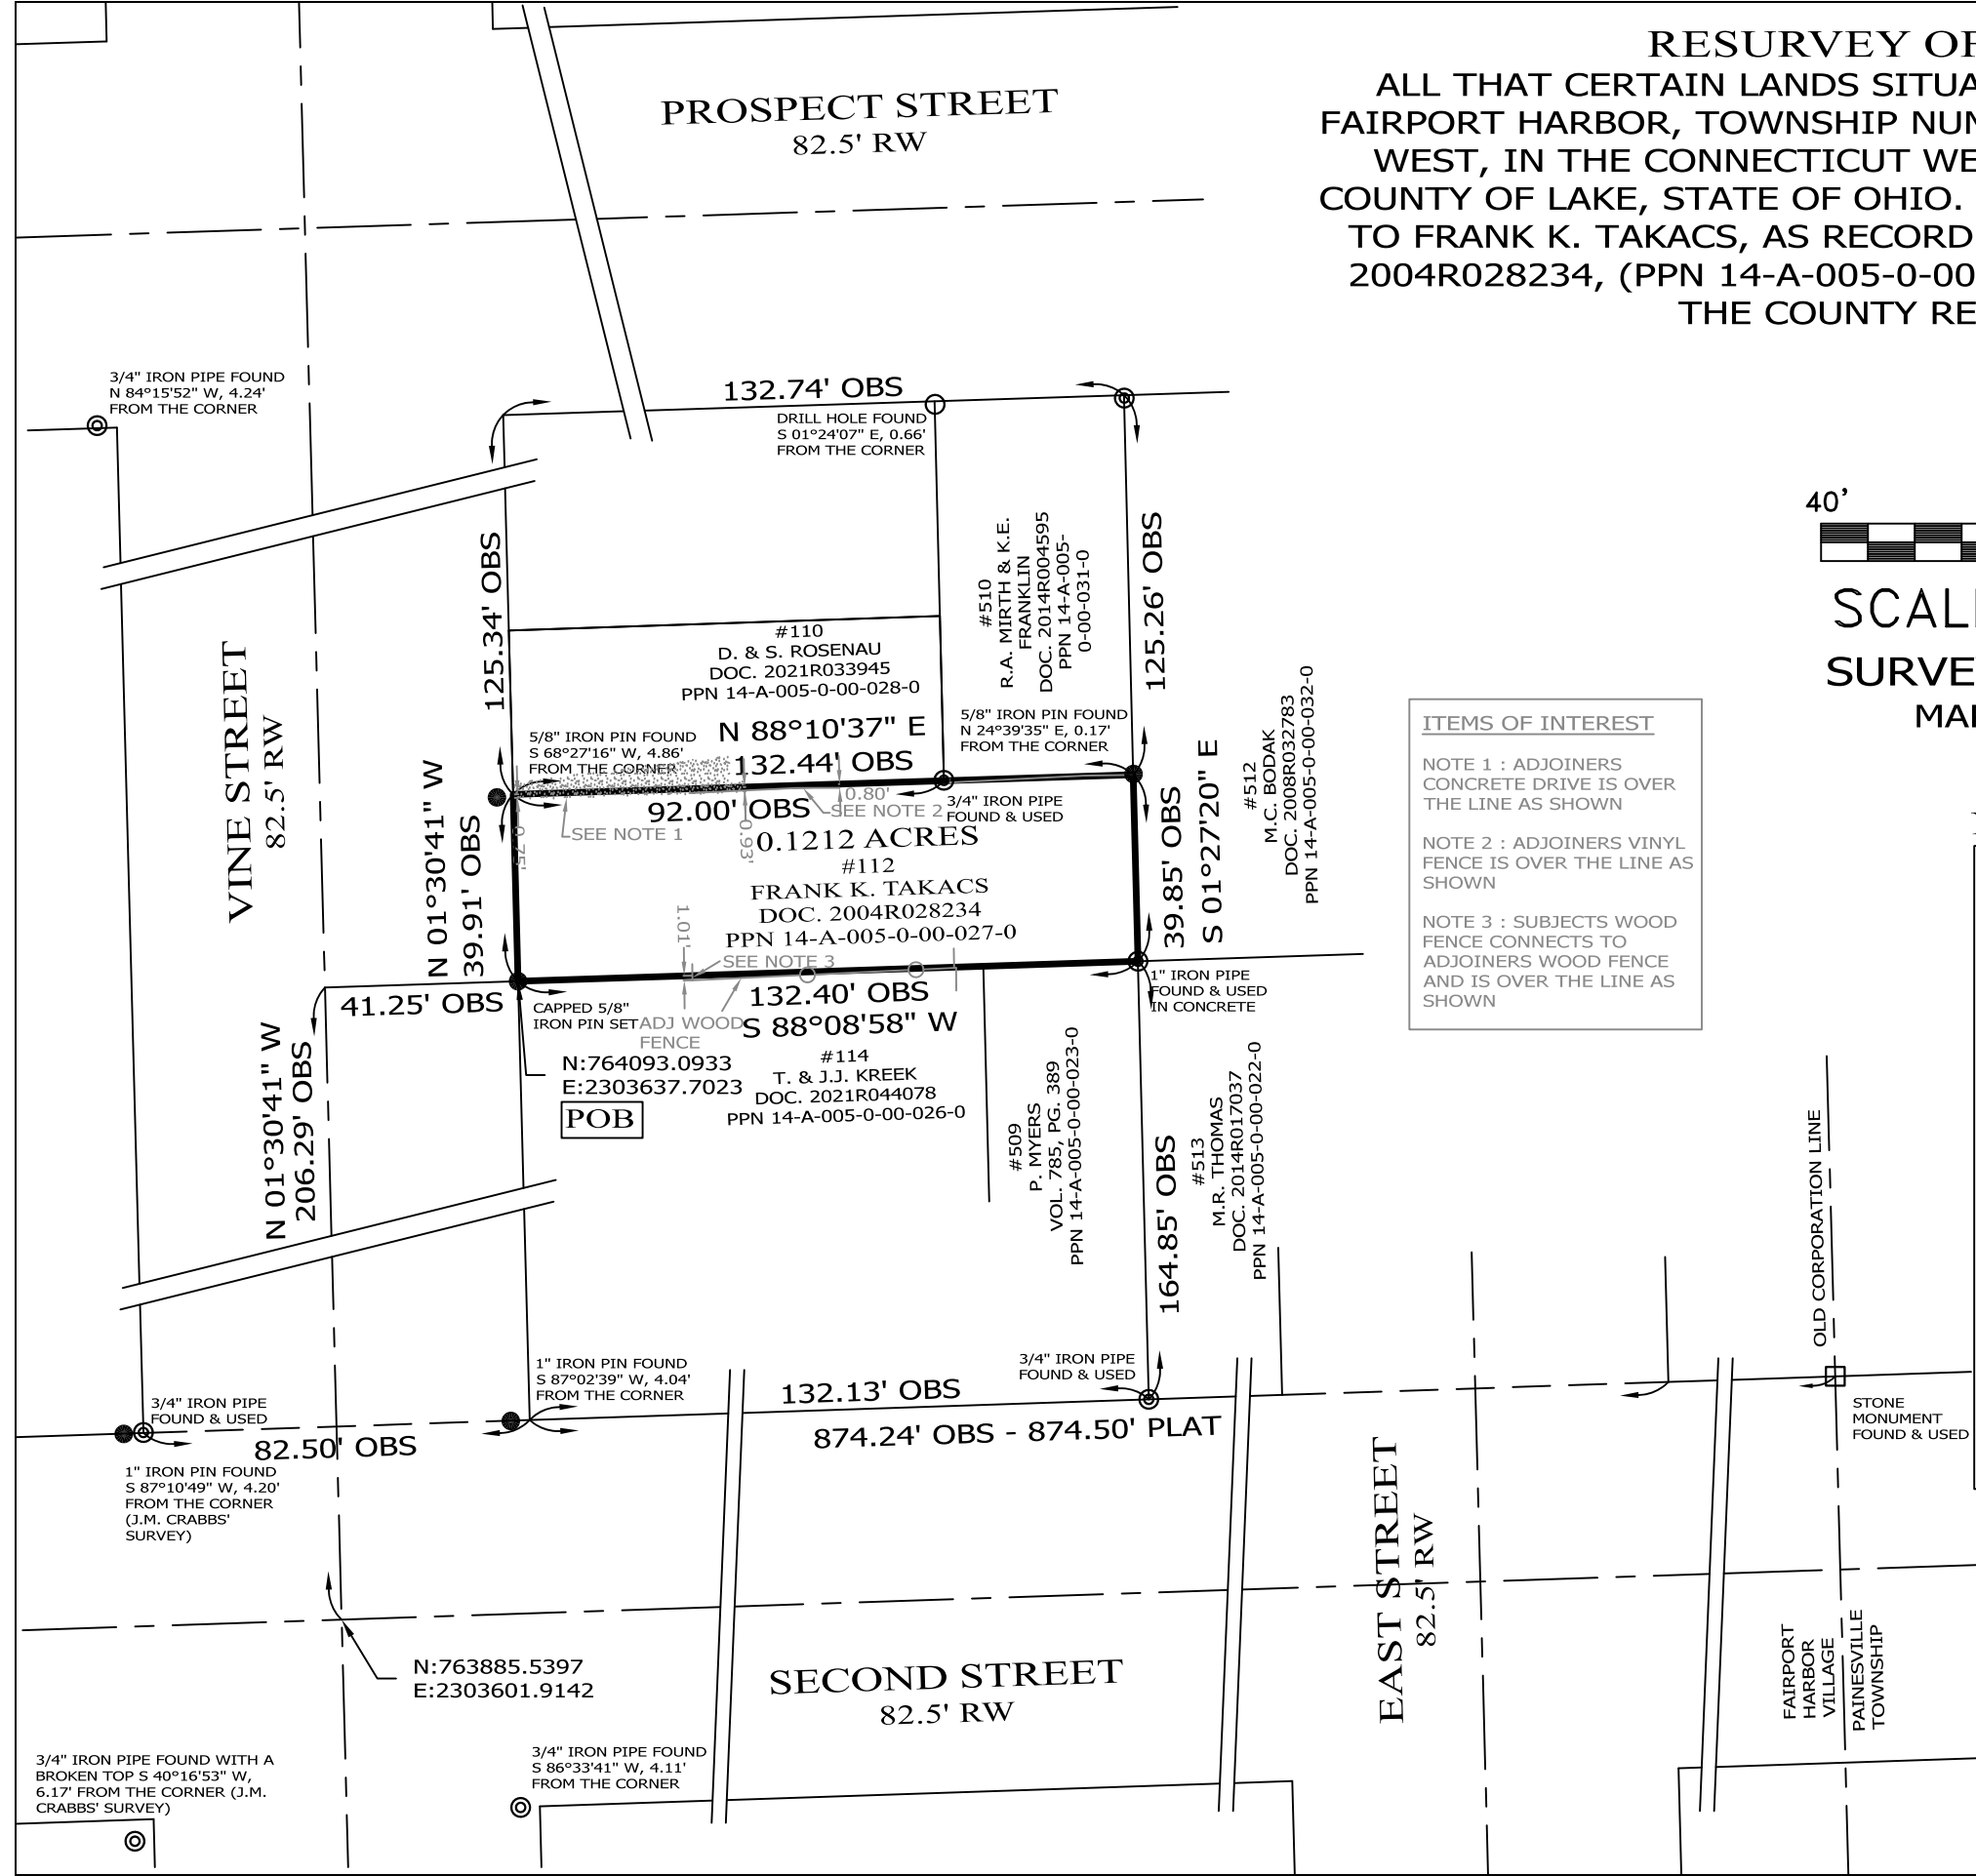 RESURVEY OF
ALL THAT CERTAIN LANDS SITUA
FAIRPORT HARBOR, TOWNSHIP NUM
WEST, IN THE CONNECTICUT WE
COUNTY OF LAKE, STATE OF OHIO.
TO FRANK K. TAKACS, AS RECORD
2004R028234, (PPN 14-A-005-0-00
THE COUNTY RE
PROSPECT STREET
82.5' RW
3/4" IRON PIPE FOUND
N 84°15'52" W, 4.24'
FROM THE CORNER
132.74' OBS
DRILL HOLE FOUND
S 01°24'07" E, 0.66'
FROM THE CORNER
40'
SCAL
SURVE
MA
125.34' OBS
#510
R.A. MIRTH & K.E.
FRANKLIN
DOC. 2014R004595
PPN 14-A-005-
0-00-031-0
125.26' OBS
#110
D. & S. ROSENAU
DOC. 2021R033945
PPN 14-A-005-0-00-028-0
VINE STREET
82.5' RW
5/8" IRON PIN FOUND
S 68°27'16" W, 4.86'
FROM THE CORNER
N 88°10'37" E
132.44' OBS
5/8" IRON PIN FOUND
N 24°39'35" E, 0.17'
FROM THE CORNER
#512
M.C. BODAK
DOC. 2008R032783
PPN 14-A-005-0-00-032-0
ITEMS OF INTEREST
NOTE 1 : ADJOINERS
CONCRETE DRIVE IS OVER
THE LINE AS SHOWN
NOTE 2 : ADJOINERS VINYL
FENCE IS OVER THE LINE AS
SHOWN
NOTE 3 : SUBJECTS WOOD
FENCE CONNECTS TO
ADJOINERS WOOD FENCE
AND IS OVER THE LINE AS
SHOWN
92.00' OBS
0.80'
SEE NOTE 2
3/4" IRON PIPE
FOUND & USED
SEE NOTE 1
0.75'
0.93'
N 01°30'41" W
39.91' OBS
0.1212 ACRES
#112
FRANK K. TAKACS
DOC. 2004R028234
PPN 14-A-005-0-00-027-0
39.85' OBS
S 01°27'20" E
1.01'
SEE NOTE 3
41.25' OBS
CAPPED 5/8"
IRON PIN SET
ADJ WOOD
FENCE
132.40' OBS
S 88°08'58" W
1" IRON PIPE
FOUND & USED
IN CONCRETE
N:764093.0933
E:2303637.7023
POB
#114
T. & J.J. KREEK
DOC. 2021R044078
PPN 14-A-005-0-00-026-0
N 01°30'41" W
206.29' OBS
#509
P. MYERS
VOL. 785, PG. 389
PPN 14-A-005-0-00-023-0
164.85' OBS
#513
M.R. THOMAS
DOC. 2014R017037
PPN 14-A-005-0-00-022-0
OLD CORPORATION LINE
1" IRON PIN FOUND
S 87°02'39" W, 4.04'
FROM THE CORNER
3/4" IRON PIPE
FOUND & USED
132.13' OBS
874.24' OBS - 874.50' PLAT
3/4" IRON PIPE
FOUND & USED
82.50' OBS
STONE
MONUMENT
FOUND & USED
1" IRON PIN FOUND
S 87°10'49" W, 4.20'
FROM THE CORNER
(J.M. CRABBS'
SURVEY)
EAST STREET
82.5' RW
N:763885.5397
E:2303601.9142
SECOND STREET
82.5' RW
FAIRPORT
HARBOR
VILLAGE
PAINESVILLE
TOWNSHIP
3/4" IRON PIPE FOUND WITH A
BROKEN TOP S 40°16'53" W,
6.17' FROM THE CORNER (J.M.
CRABBS' SURVEY)
3/4" IRON PIPE FOUND
S 86°33'41" W, 4.11'
FROM THE CORNER